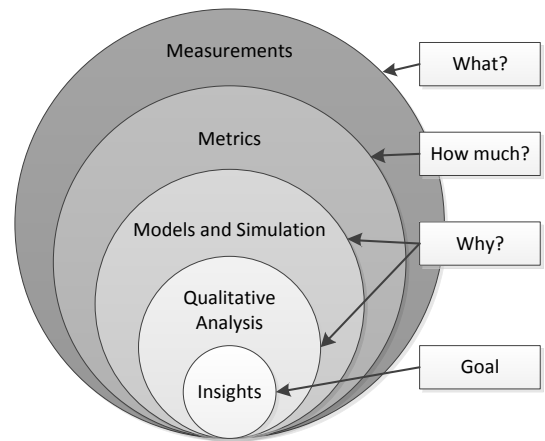 Measurements
What?
Metrics
How much?
Models and Simulation
Why?
Qualitative
Analysis
Goal
Insights